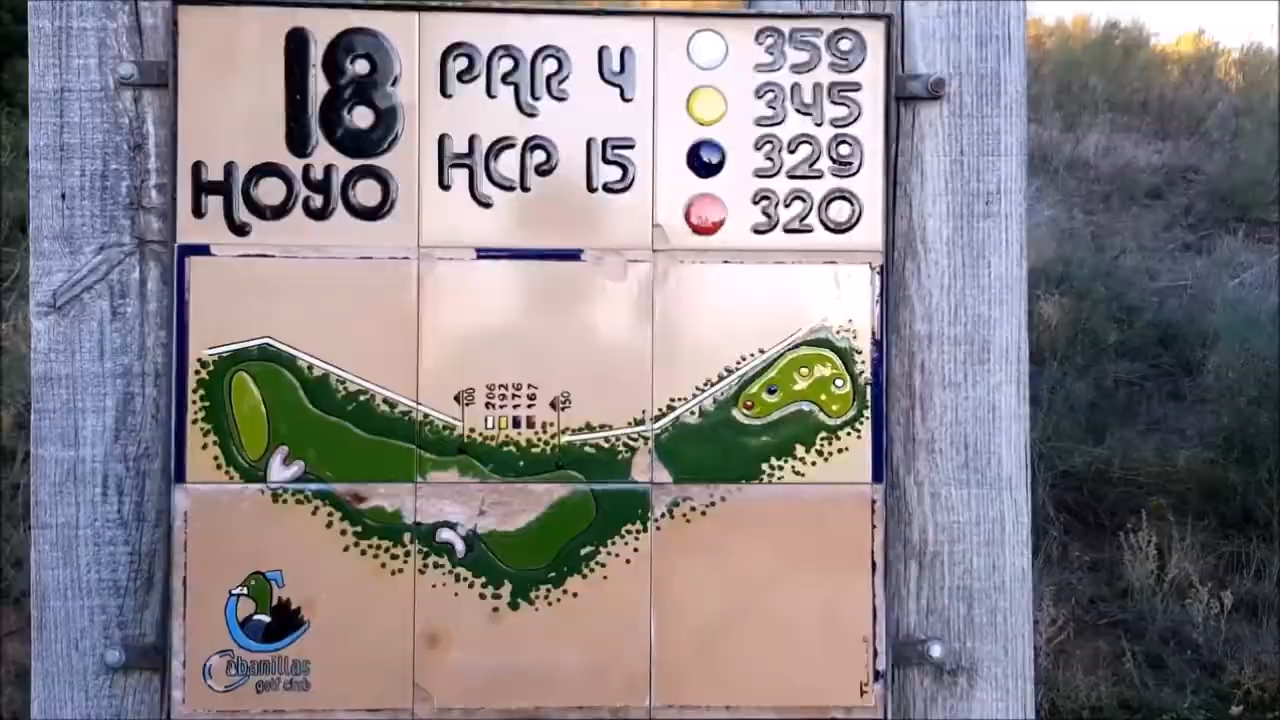 18
HOYO
PAR 4
HCP 15
359
345
329
320
100
206
192
176
167
150
Cabanillas
golf club